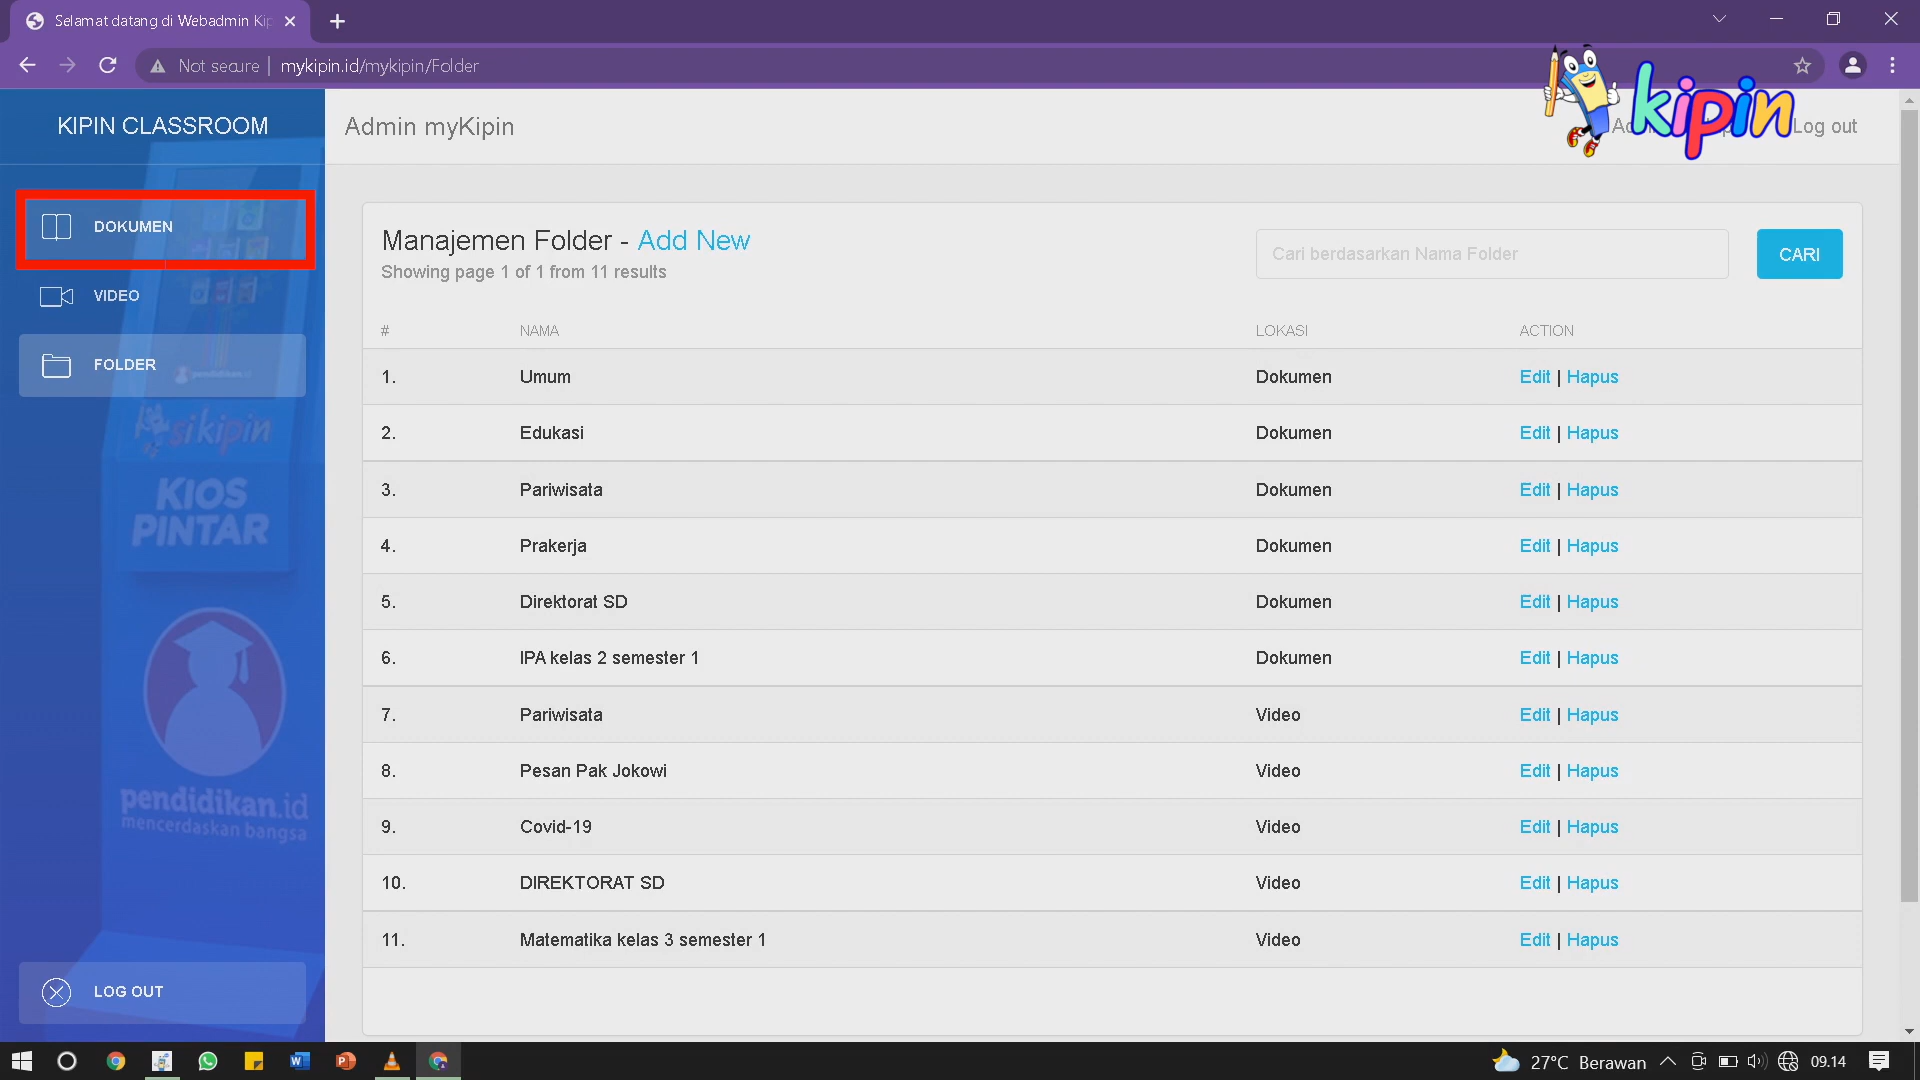 Selamat datang di Webadmin Kip
Not secure | mykipin.id/mykipin/Folder
kipin
KIPIN CLASSROOM
Admin myKipin
Log out
DOKUMEN
VIDEO
FOLDER
sikipin
KIOS
PINTAR
pendidikan.id
mencerdaskan bangsa
LOG OUT
Manajemen Folder - Add New
Showing page 1 of 1 from 11 results
Cari berdasarkan Nama Folder
CARI
# NAMA LOKASI ACTION
1. Umum Dokumen Edit | Hapus
2. Edukasi Dokumen Edit | Hapus
3. Pariwisata Dokumen Edit | Hapus
4. Prakerja Dokumen Edit | Hapus
5. Direktorat SD Dokumen Edit | Hapus
6. IPA kelas 2 semester 1 Dokumen Edit | Hapus
7. Pariwisata Video Edit | Hapus
8. Pesan Pak Jokowi Video Edit | Hapus
9. Covid-19 Video Edit | Hapus
10. DIREKTORAT SD Video Edit | Hapus
11. Matematika kelas 3 semester 1 Video Edit | Hapus
27°C Berawan
09.14